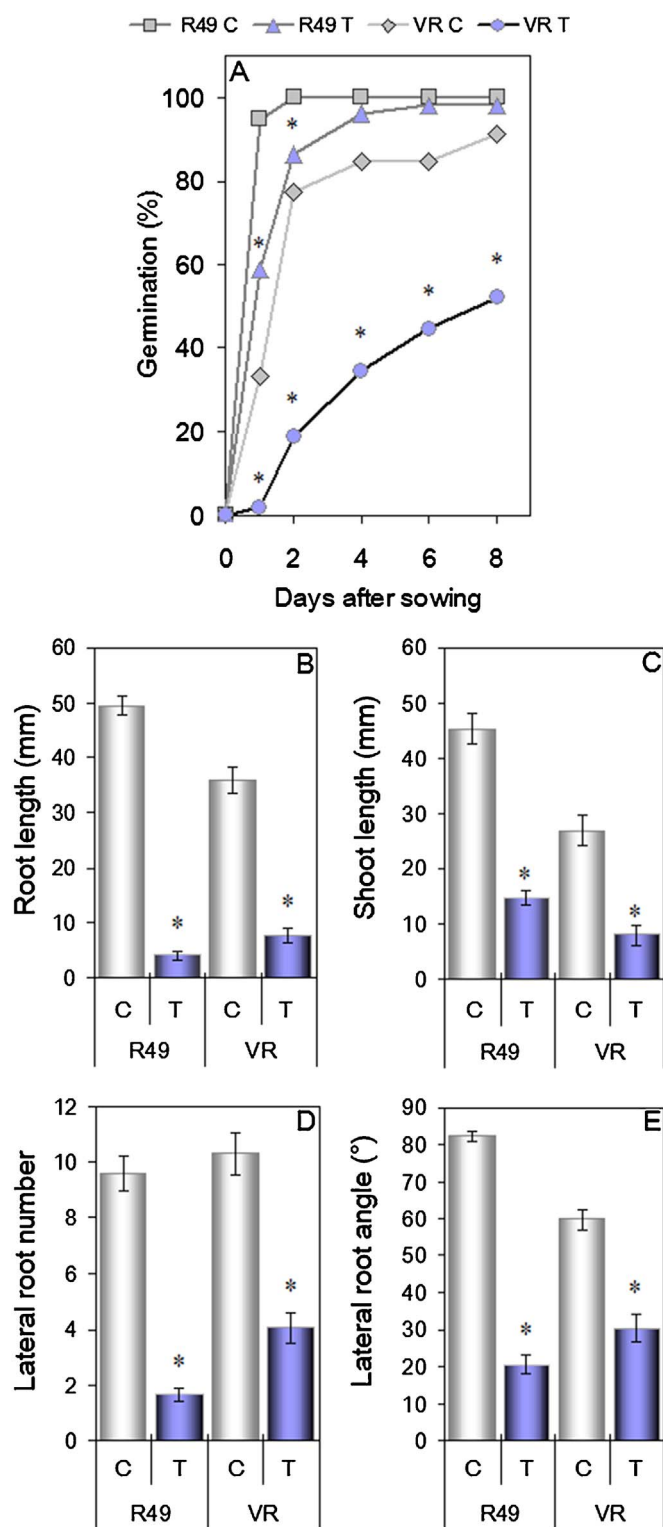 R49 C R49 T VR C VR T
A
Germination (%)
100
80
60
40
20
0
* * * * * * * *
0 2 4 6 8
Days after sowing
B
Root length (mm)
60
50
40
30
20
10
0
* *
C T C T
R49 VR
C
Shoot length (mm)
60
50
40
30
20
10
0
* *
C T C T
R49 VR
D
Lateral root number
12
10
8
6
4
2
0
* *
C T C T
R49 VR
E
Lateral root angle (°)
90
80
70
60
50
40
30
20
10
0
* *
C T C T
R49 VR